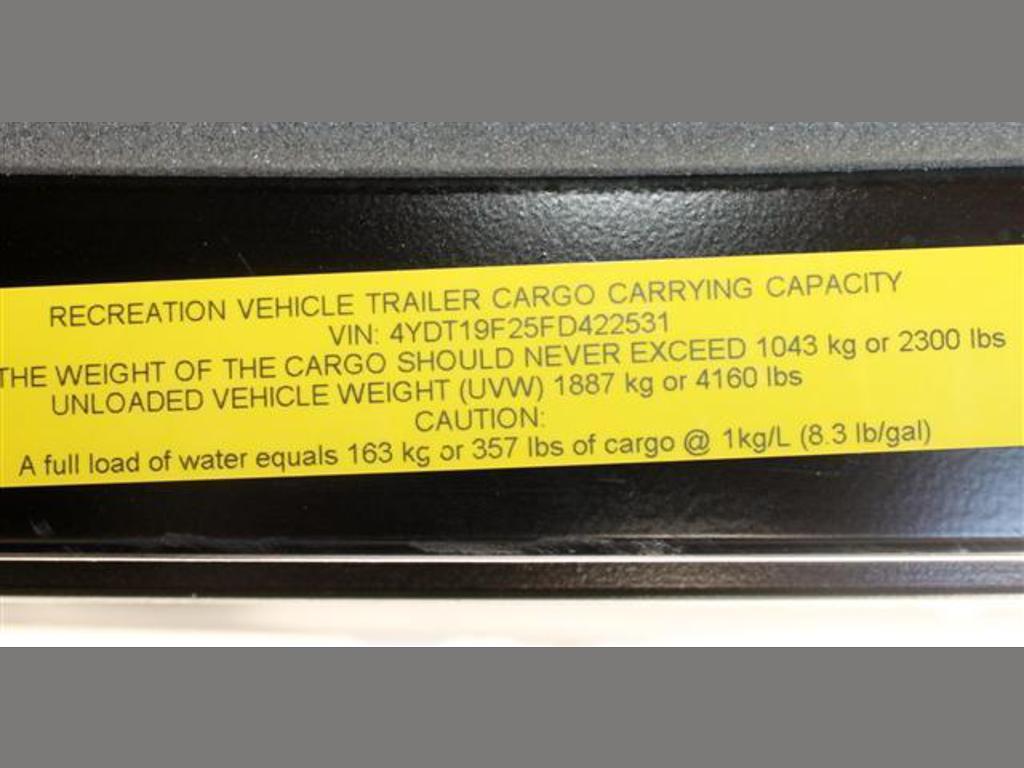 RECREATION VEHICLE TRAILER CARGO CARRYING CAPACITY
VIN: 4YDT19F25FD422531
THE WEIGHT OF THE CARGO SHOULD NEVER EXCEED 1043 kg or 2300 lbs
UNLOADED VEHICLE WEIGHT (UVW) 1887 kg or 4160 lbs
CAUTION:
A full load of water equals 163 kg or 357 lbs of cargo @ 1kg/L (8.3 lb/gal)